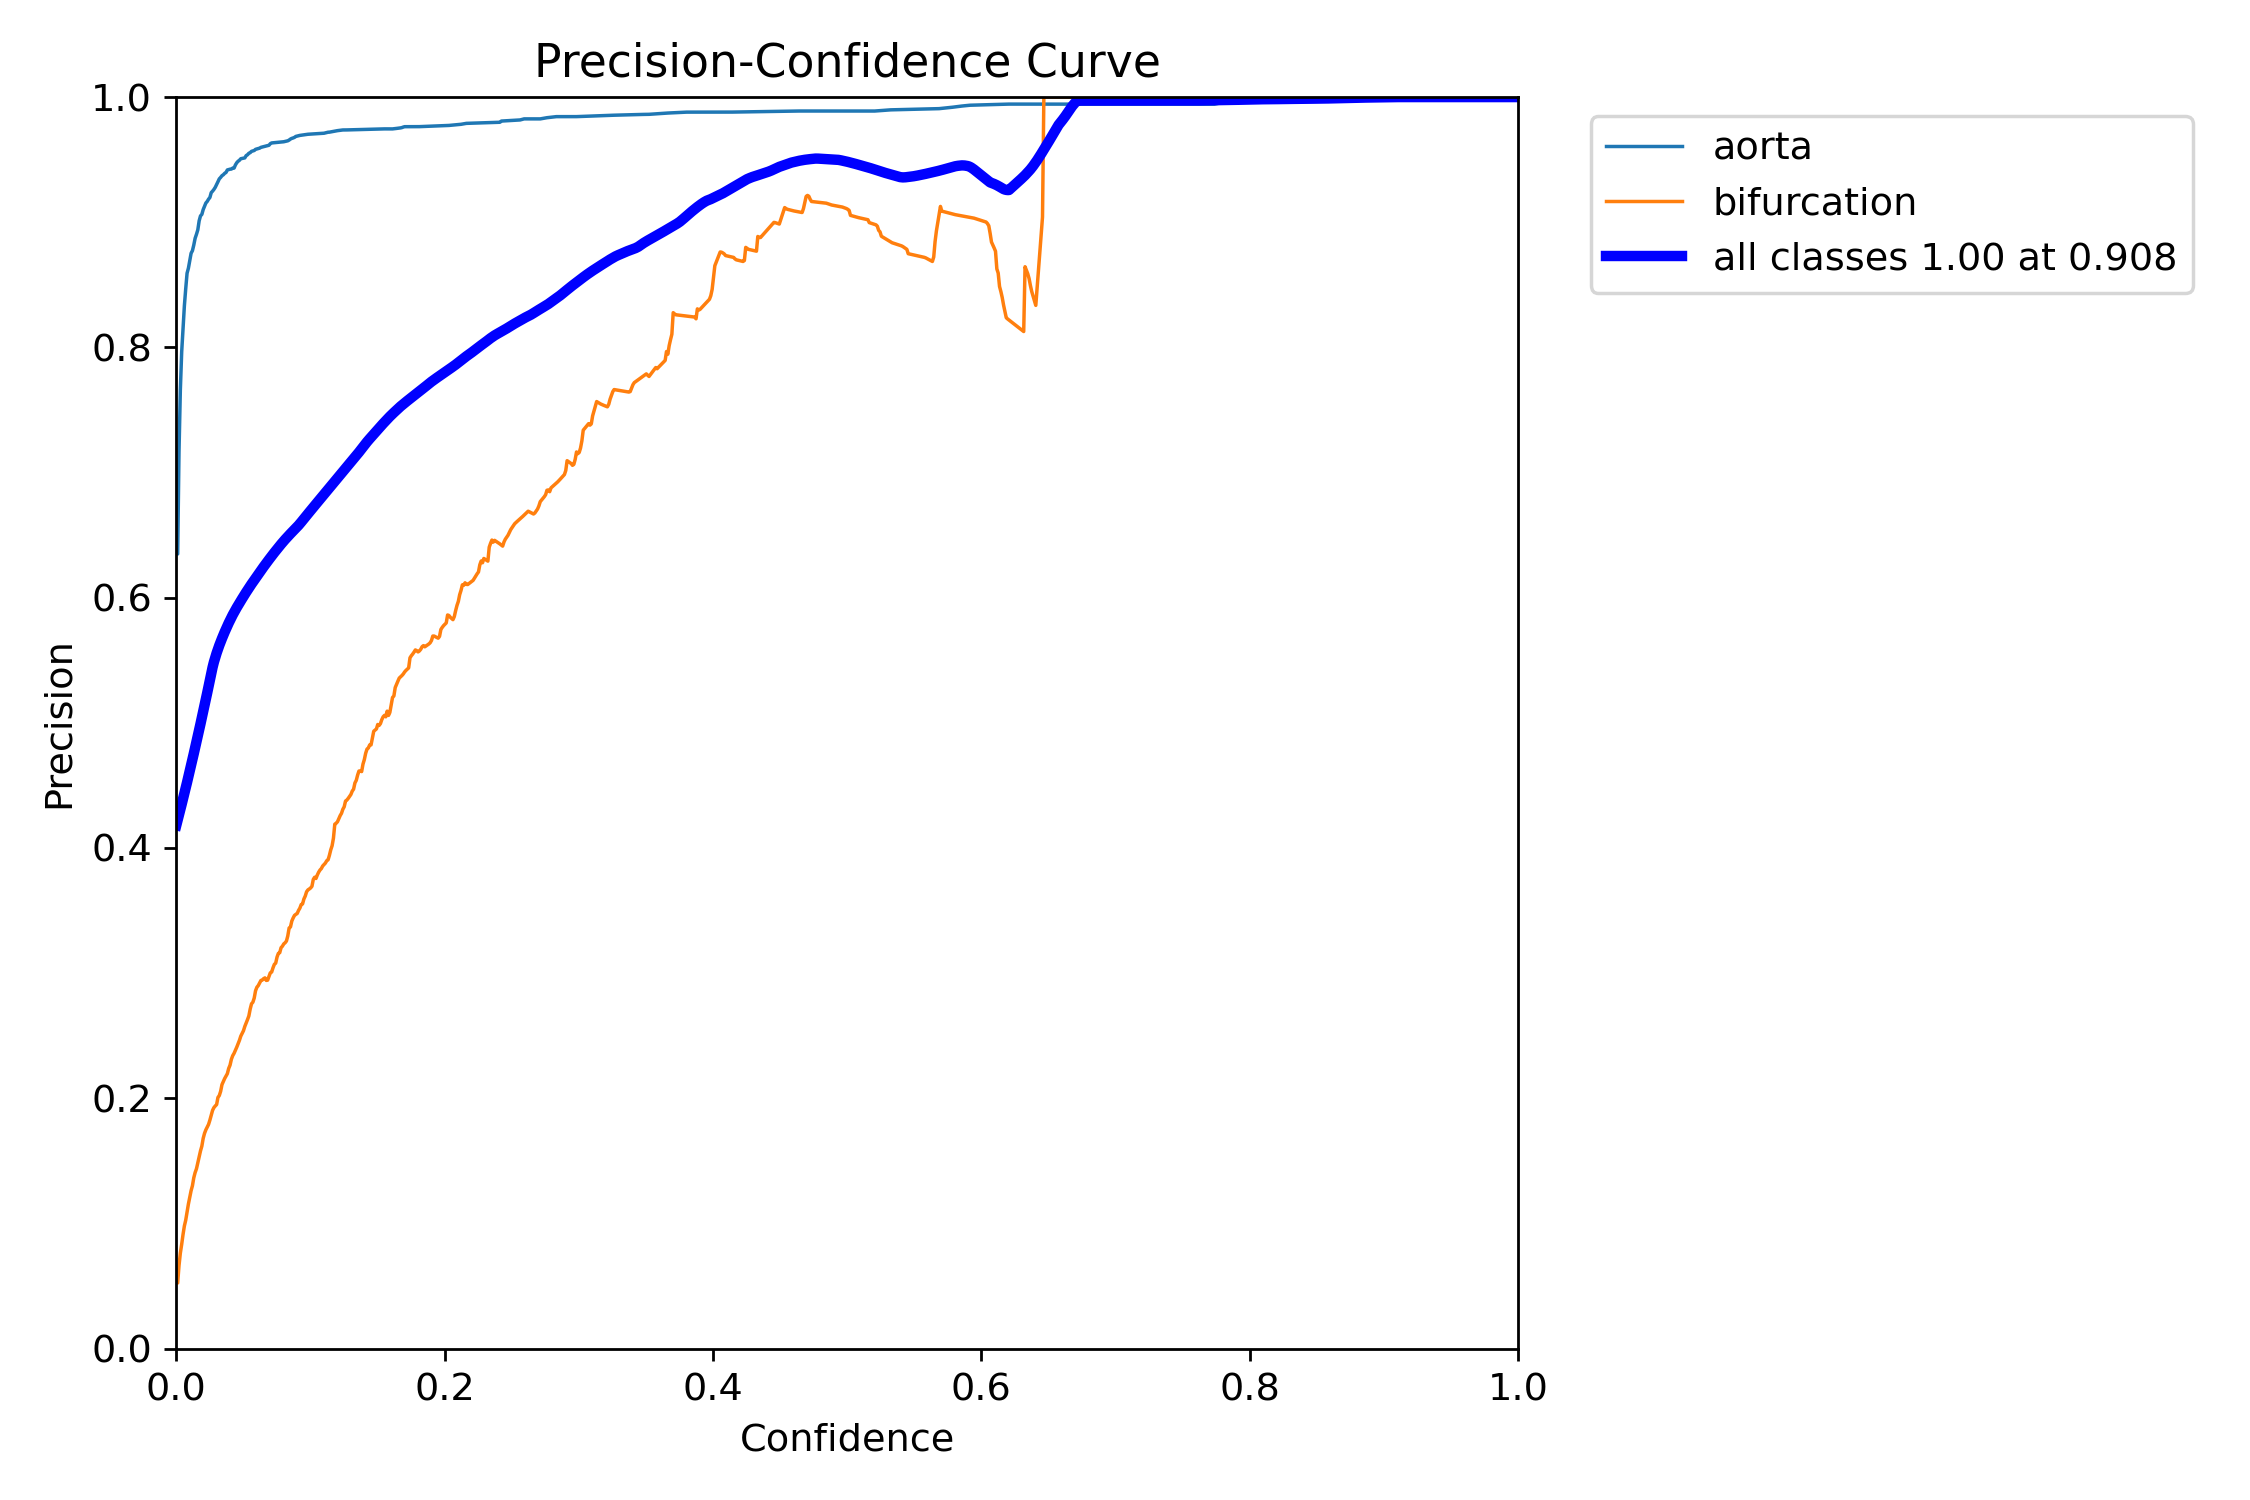 Precision-Confidence Curve
1.0
0.8
0.6
0.4
0.2
0.0
Precision
0.0 0.2 0.4 0.6 0.8 1.0
Confidence
aorta
bifurcation
all classes 1.00 at 0.908